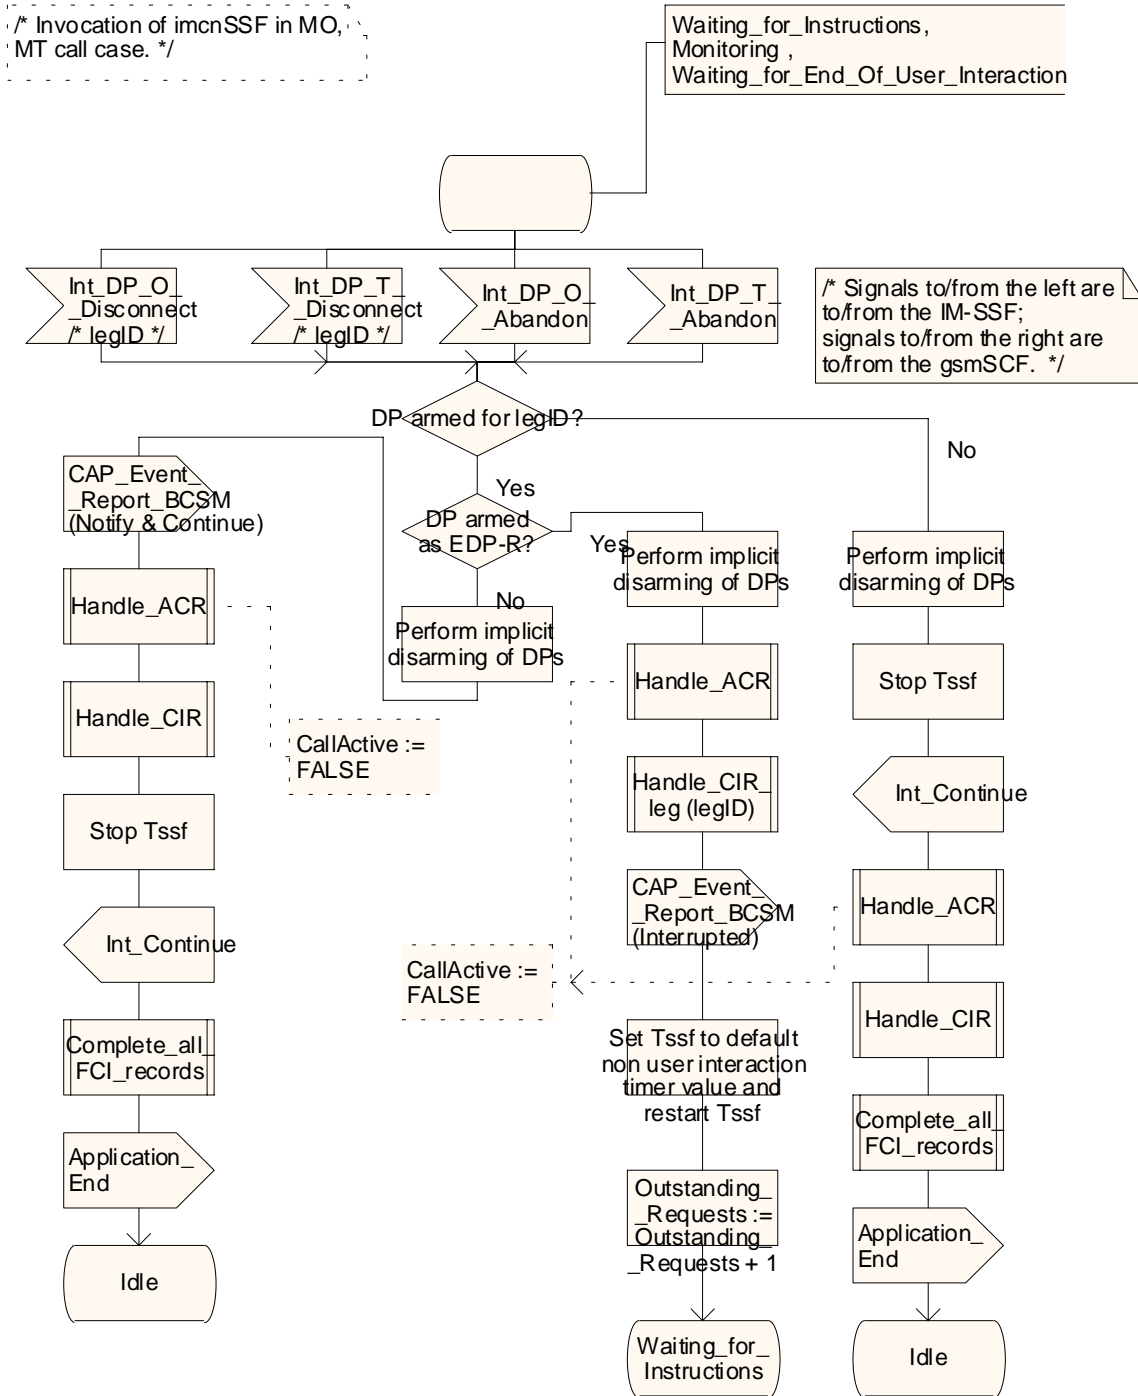 /* Invocation of imcnSSF in MO,
MT call case. */
Waiting_for_Instructions,
Monitoring ,
Waiting_for_End_Of_User_Interaction
Int_DP_O_
_Disconnect
/* legID */
Int_DP_T_
_Disconnect
/* legID */
Int_DP_O_
_Abandon
Int_DP_T_
_Abandon
/* Signals to/from the left are
to/from the IM-SSF;
signals to/from the right are
to/from the gsmSCF.  */
DP armed for legID?
No
Yes
CAP_Event_
_Report_BCSM
(Notify & Continue)
DP armed
as EDP-R?
Yes
No
Perform implicit
disarming of DPs
Perform implicit
disarming of DPs
Perform implicit
disarming of DPs
Handle_ACR
Handle_CIR
CallActive :=
FALSE
Stop Tssf
Int_Continue
Complete_all_
FCI_records
Application_
End
Idle
Handle_ACR
Handle_CIR_
leg (legID)
CAP_Event_
_Report_BCSM
(Interrupted)
CallActive :=
FALSE
Set Tssf to default
non user interaction
timer value and
restart Tssf
Outstanding_
_Requests :=
Outstanding_
_Requests + 1
Waiting_for_
Instructions
Stop Tssf
Int_Continue
Handle_ACR
Handle_CIR
Complete_all_
FCI_records
Application_
End
Idle